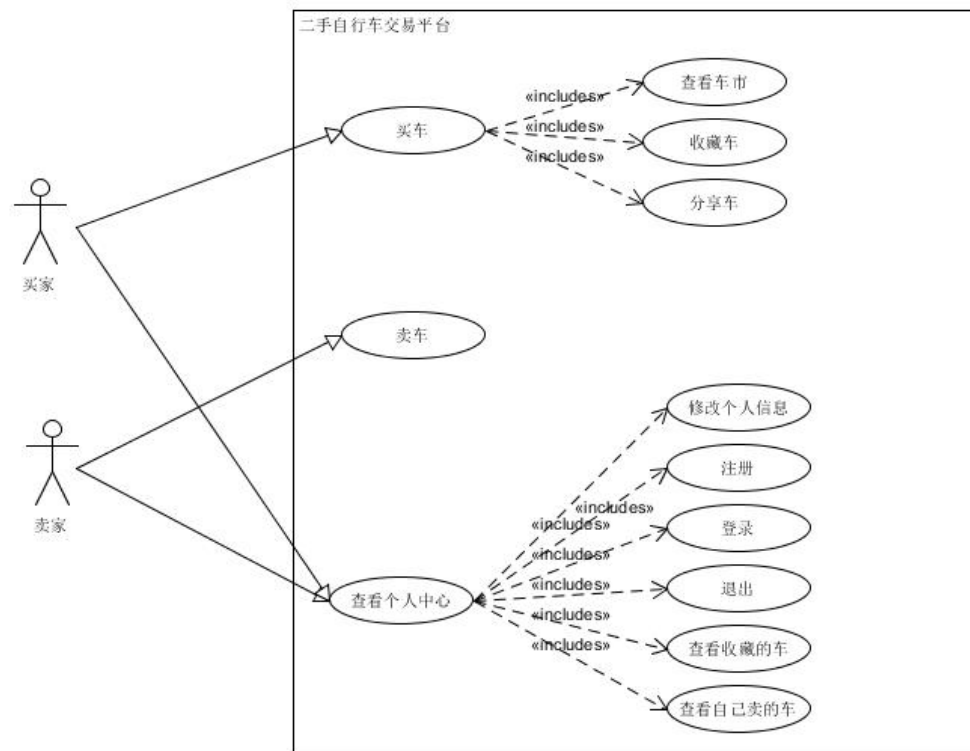 二手自行车交易平台
查看车市
«includes»
买车
«includes»
收藏车
«includes»
分享车
买家
卖车
修改个人信息
注册
«includes»
卖家
«includes»
登录
«includes»
退出
«includes»
查看个人中心
«includes»
查看收藏的车
«includes»
查看自己卖的车